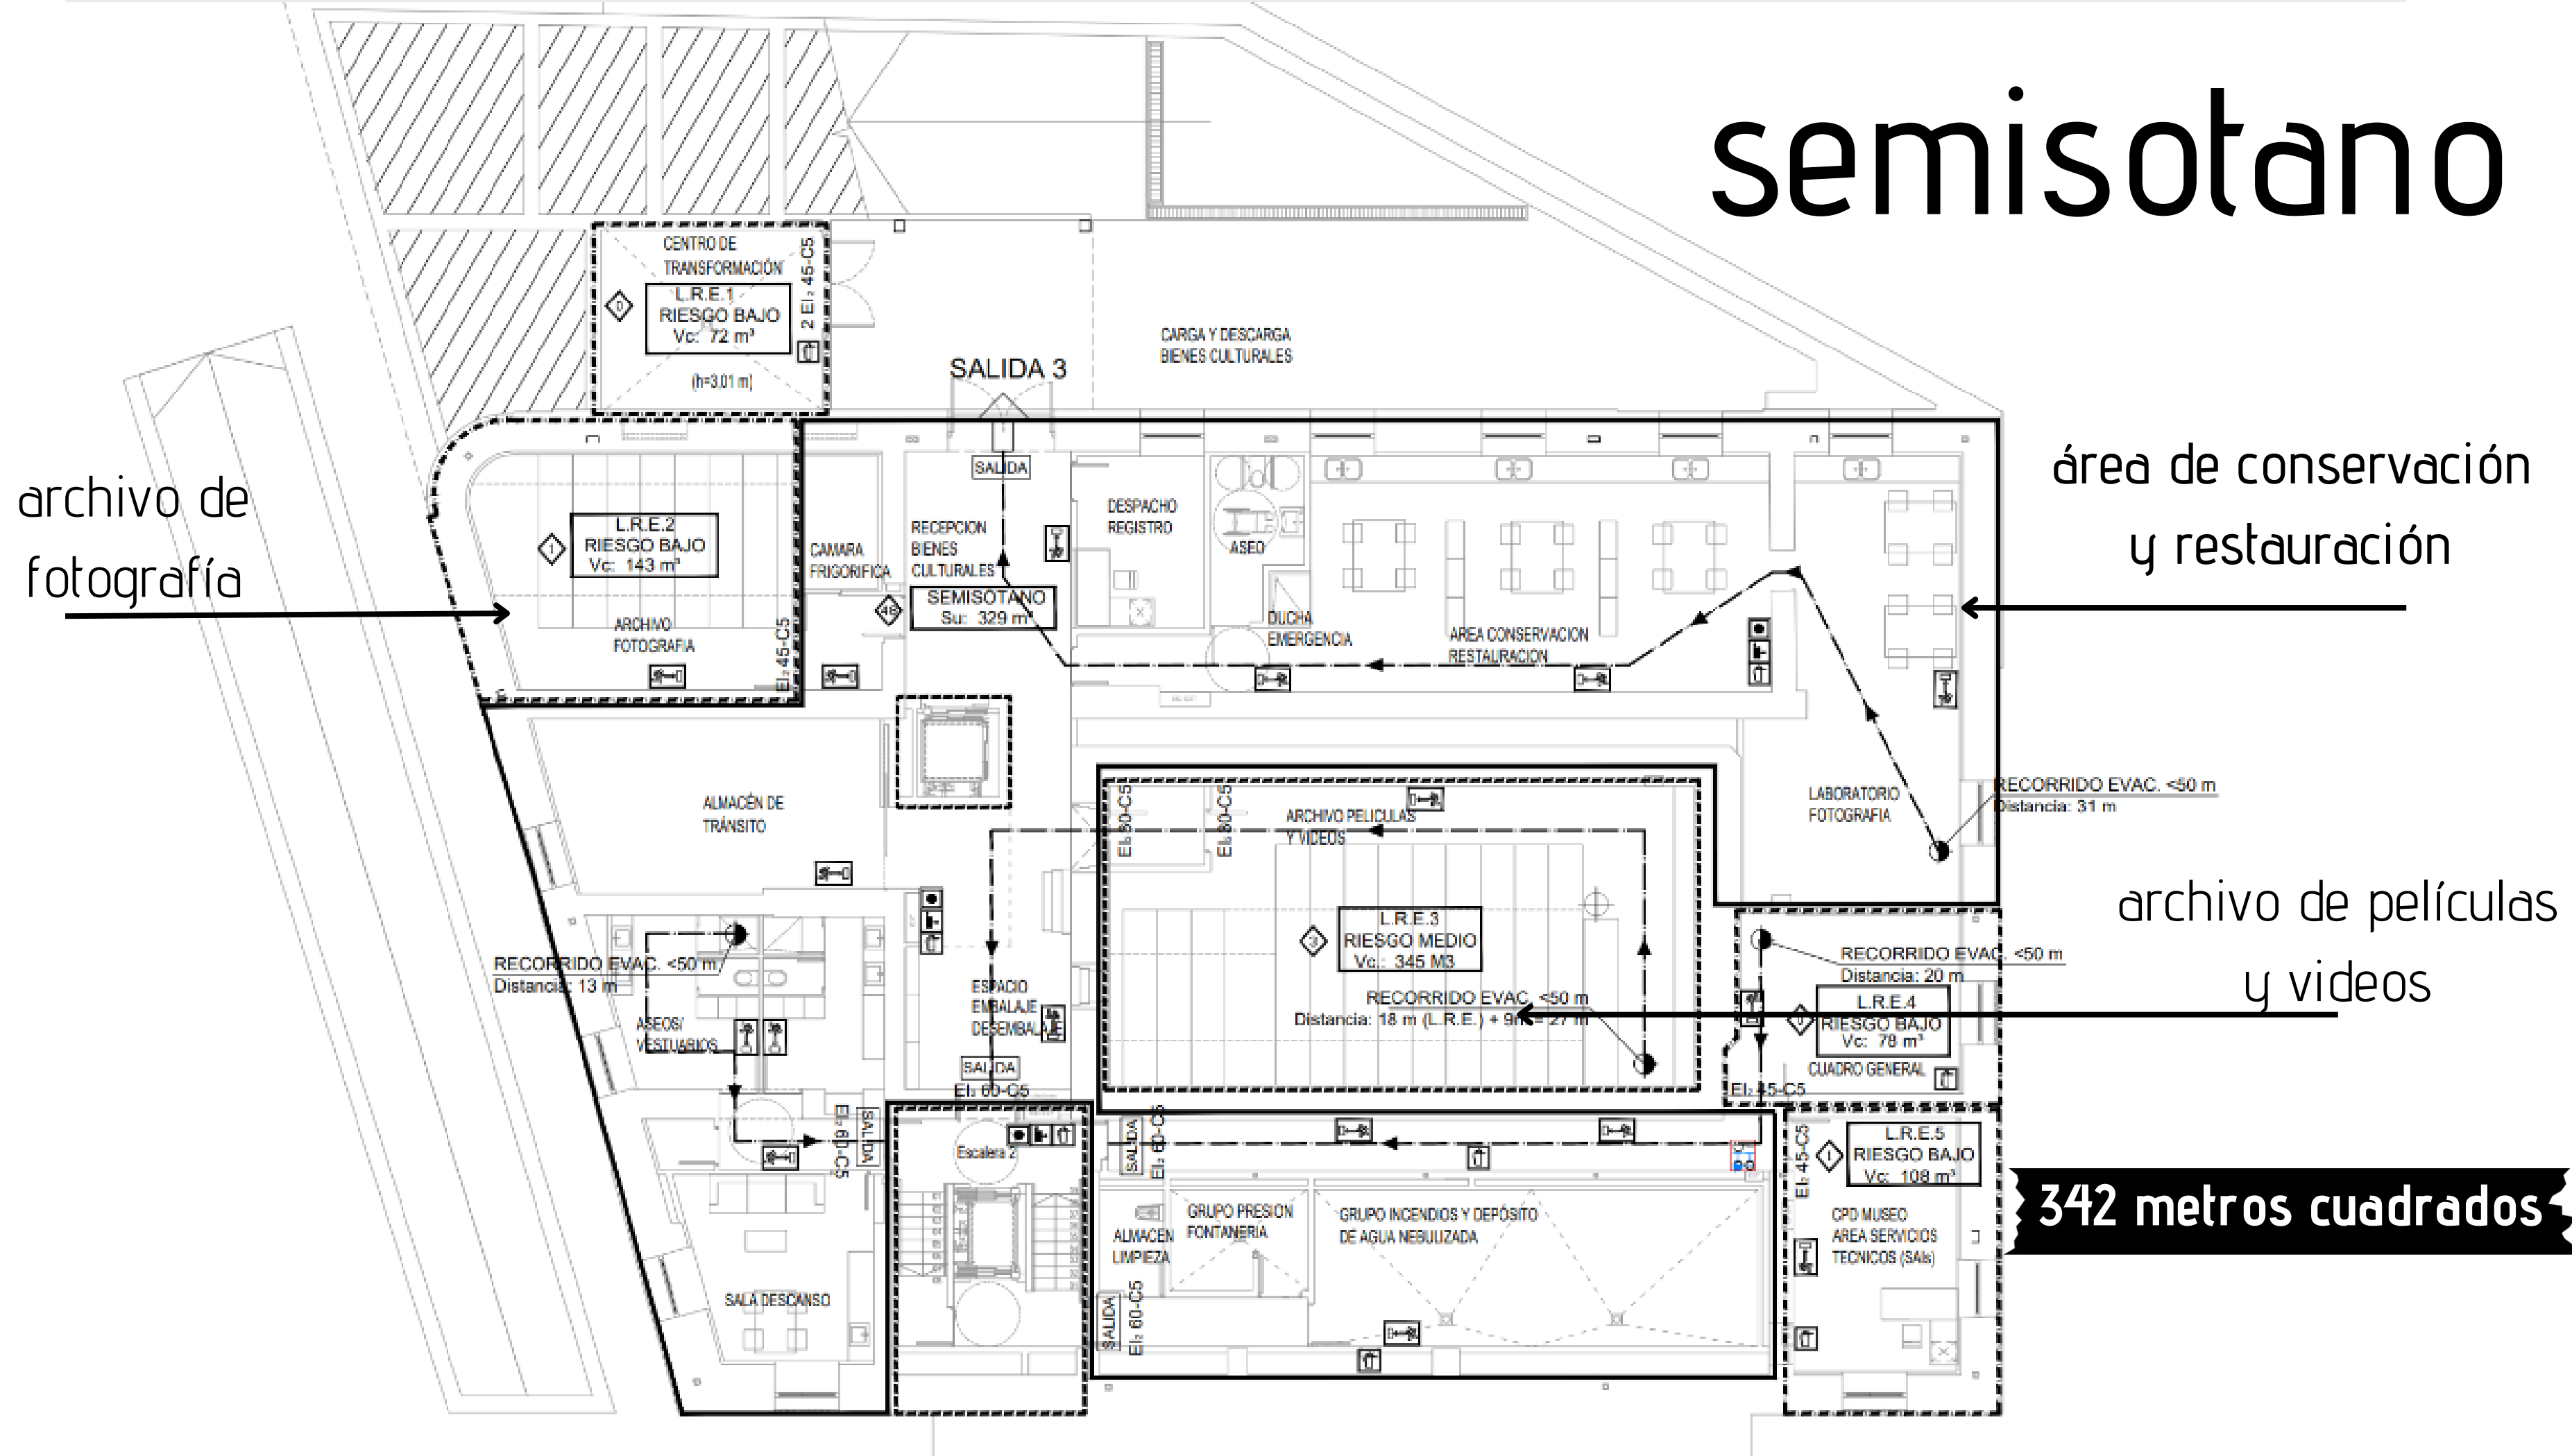 semisotano
CENTRO DE
TRANSFORMACIÓN
L.R.E.1
RIESGO BAJO
Vc: 72 m³
(h=3.01 m)
0
2 EI₂ 45-C5
CARGA Y DESCARGA
BIENES CULTURALES
SALIDA 3
SALIDA
archivo de
fotografía
L.R.E.2
RIESGO BAJO
Vc: 143 m³
1
ARCHIVO
FOTOGRAFIA
EI₂ 45-C5
CAMARA
FRIGORIFICA
RECEPCION
BIENES
CULTURALES
46
SEMISOTANO
Su: 329 m²
DESPACHO
REGISTRO
ASEO
DUCHA
EMERGENCIA
AREA CONSERVACION
RESTAURACION
área de conservación
y restauración
ALMACÉN DE
TRÁNSITO
LABORATORIO
FOTOGRAFIA
RECORRIDO EVAC. <50 m
Distancia: 31 m
EI₂ 60-C5
EI₂ 60-C5
ARCHIVO PELICULAS
Y VIDEOS
L.R.E.3
RIESGO MEDIO
Vc.: 345 M3
3
RECORRIDO EVAC. <50 m
Distancia: 18 m (L.R.E.) + 9m = 27 m
archivo de películas
y videos
RECORRIDO EVAC. <50 m
Distancia: 20 m
L.R.E.4
RIESGO BAJO
Vc: 78 m³
CUADRO GENERAL
EI₂ 45-C5
RECORRIDO EVAC. <50 m
Distancia: 13 m
ASEOS/
VESTUARIOS
ESPACIO
EMBALAJE
DESEMBALAJE
SALIDA
EI₂ 60-C5
EI₂ 60-C5
SALIDA
Escalera 2
SALIDA
EI₂ 60-C5
L.R.E.5
RIESGO BAJO
Vc: 108 m³
1
EI₂ 45-C5
CPD MUSEO
AREA SERVICIOS
TECNICOS (SAIs)
342 metros cuadrados
ALMACEN
LIMPIEZA
GRUPO PRESION
FONTANERIA
GRUPO INCENDIOS Y DEPÓSITO
DE AGUA NEBULIZADA
SALIDA
EI₂ 60-C5
SALA DESCANSO